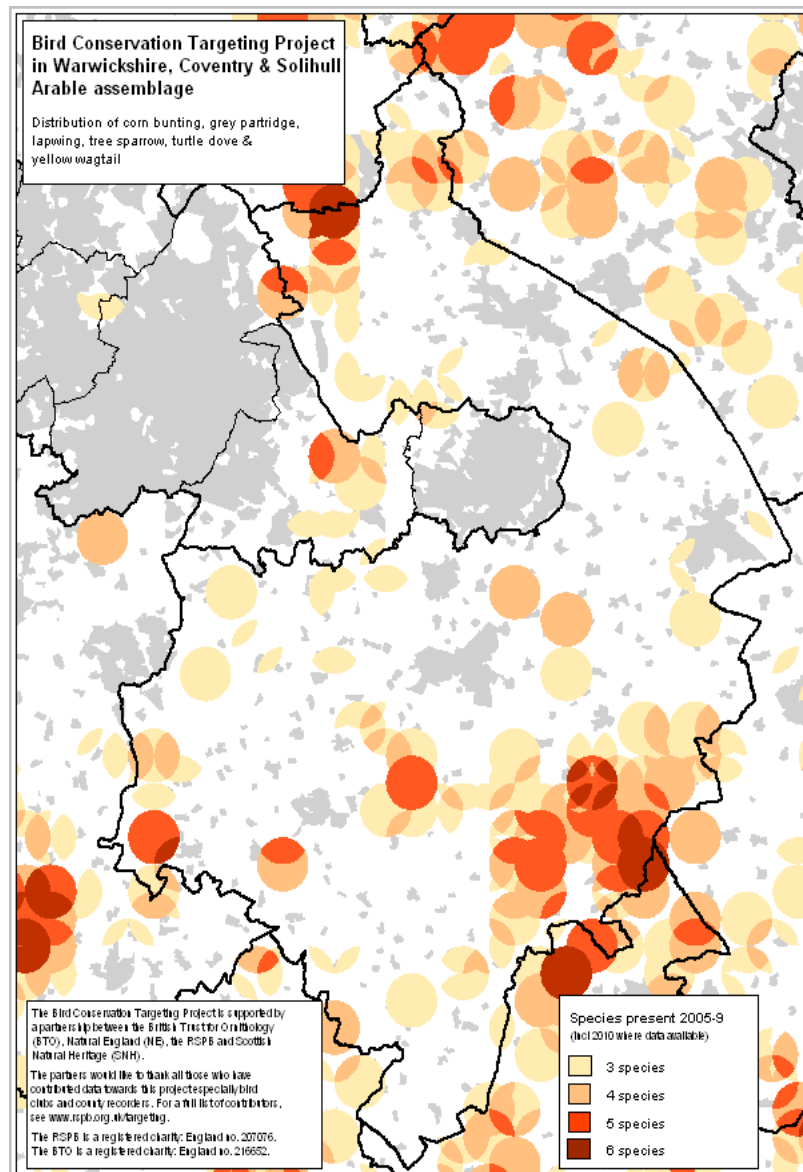 Bird Conservation Targeting Project
in Warwickshire, Coventry & Solihull
Arable assemblage
Distribution of corn bunting, grey partridge,
lapwing, tree sparrow, turtle dove &
yellow wagtail
The Bird Conservation Targeting Project is supported by
a partnership between the British Trust for Ornithology
(BTO), Natural England (NE), the RSPB and Scottish
Natural Heritage (SNH).
The partners would like to thank all those who have
contributed data towards this project especially bird
clubs and county recorders. For a full list of contributors,
see www.rspb.org.uk/targeting.
The RSPB is a registered charity: England no. 207076.
The BTO is a registered charity: England no. 216652.
Species present 2005-9
(Incl 2010 where data available)
3 species
4 species
5 species
6 species